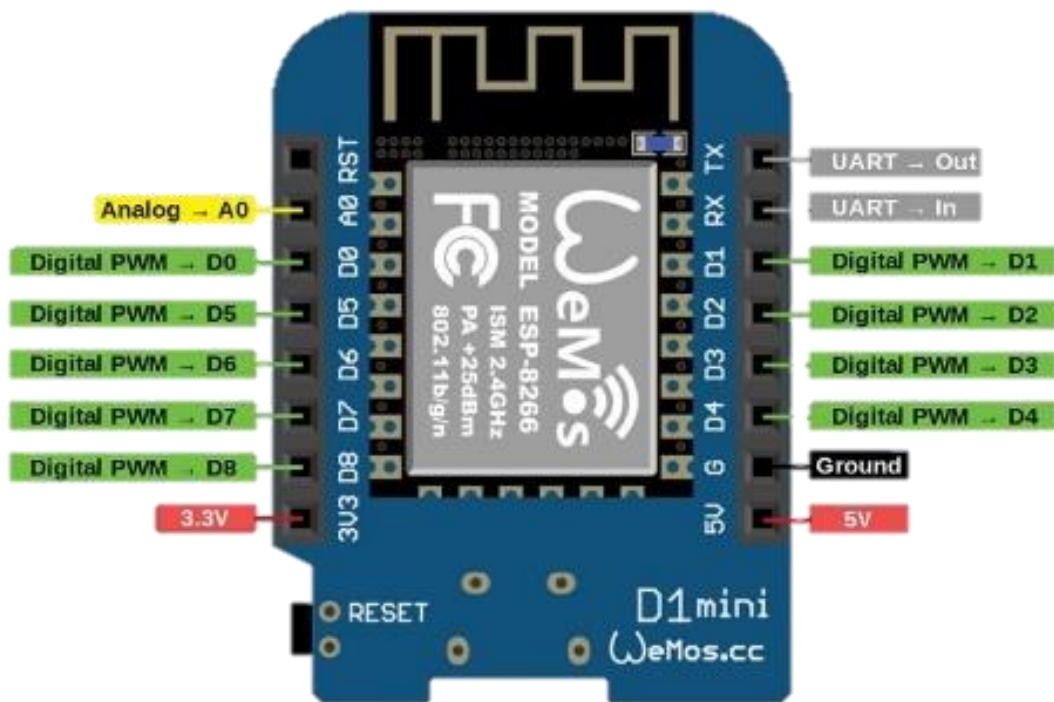 RST
A0
D0
D5
D6
D7
D8
3V3
TX
RX
D1
D2
D3
D4
G
5V
Analog → A0
Digital PWM → D0
Digital PWM → D5
Digital PWM → D6
Digital PWM → D7
Digital PWM → D8
3.3V
UART → Out
UART → In
Digital PWM → D1
Digital PWM → D2
Digital PWM → D3
Digital PWM → D4
Ground
5V
WeMos
MODEL ESP-8266
ISM 2.4GHz
PA +25dBm
802.11b/g/n
FC
RESET
D1 mini
WeMos.cc